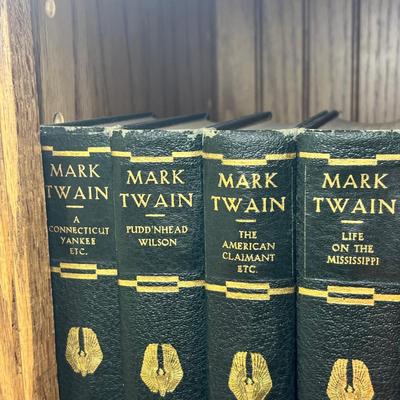 MARK
TWAIN
A
CONNECTICUT
YANKEE
ETC.
MARK
TWAIN
PUDD'NHEAD
WILSON
MARK
TWAIN
THE
AMERICAN
CLAIMANT
ETC.
MARK
TWAIN
LIFE
ON THE
MISSISSIPPI